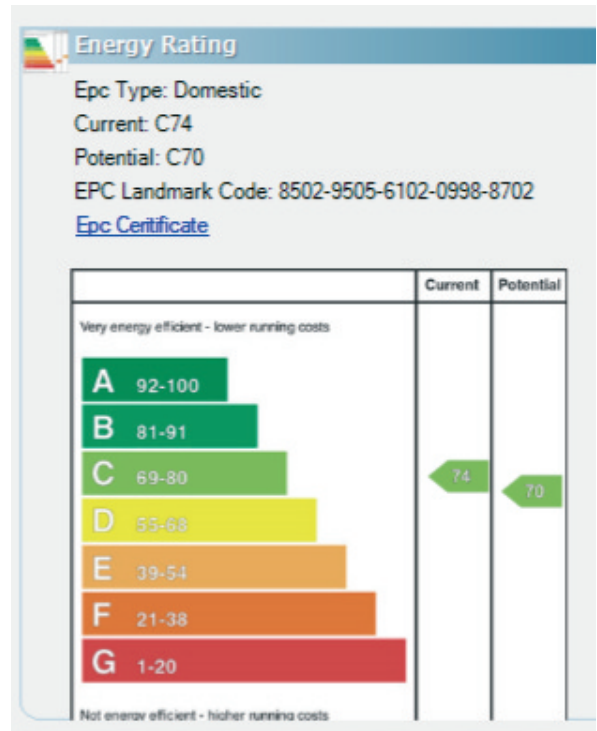 Energy Rating
Epc Type: Domestic
Current: C74
Potential: C70
EPC Landmark Code: 8502-9505-6102-0998-8702
Epc Ceritificate
Current Potential
Very energy efficient - lower running costs
A 92-100
B 81-91
C 69-80
74
70
D 55-68
E 39-54
F 21-38
G 1-20
Not energy efficient - higher running costs